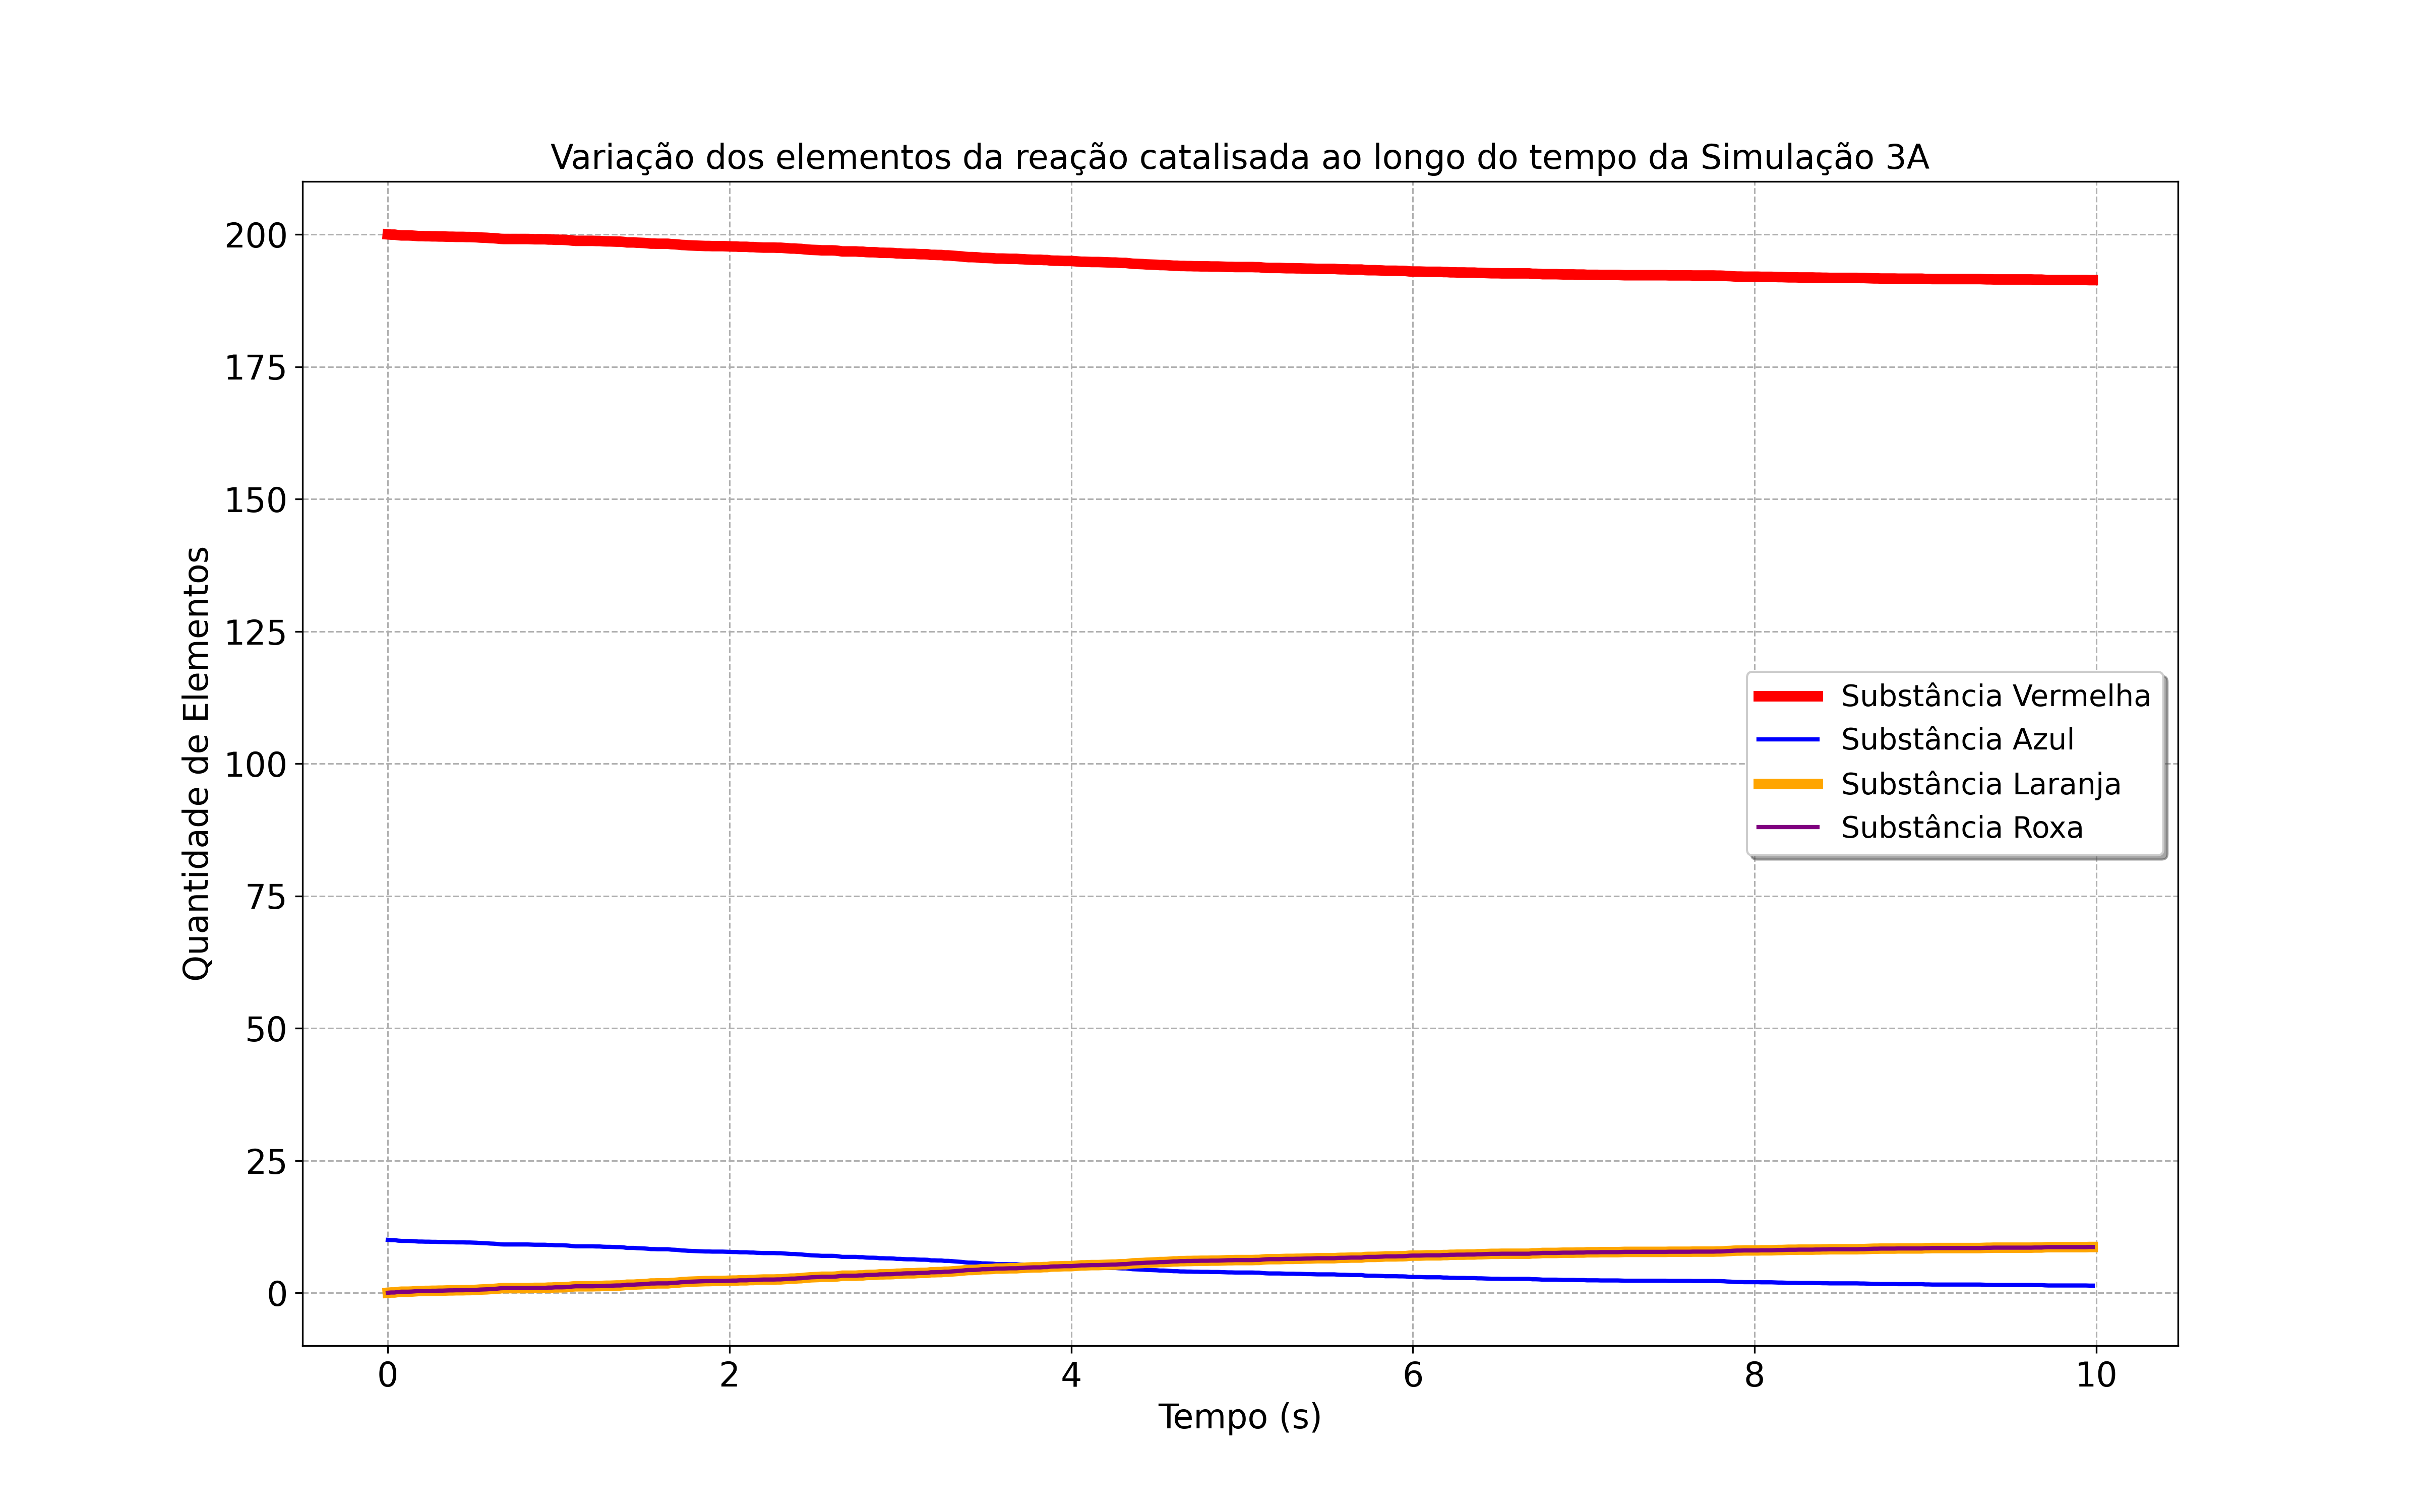 Variação dos elementos da reação catalisada ao longo do tempo da Simulação 3A
Quantidade de Elementos
200
175
150
125
100
75
50
25
0
Substância Vermelha
Substância Azul
Substância Laranja
Substância Roxa
0 2 4 6 8 10
Tempo (s)